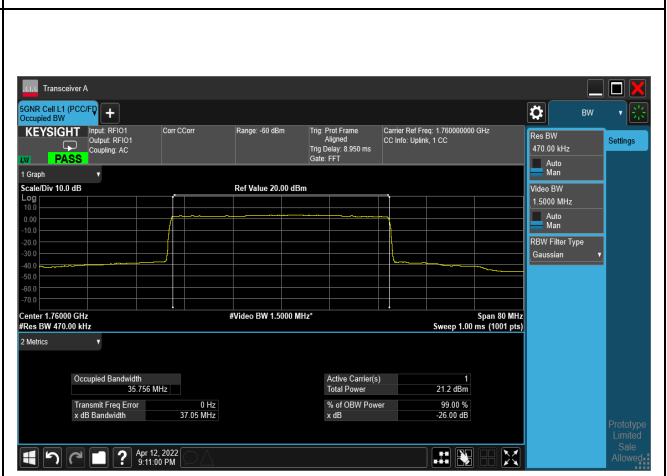 Transceiver A
5GNR Cell L1 (PCC/FD
Occupied BW
BW
KEYSIGHT
PASS
Input: RFIO1
Output: RFIO1
Coupling: AC
Corr CCorr
Range: -60 dBm
Trig: Prot Frame
Aligned
Trig Delay: 8.950 ms
Gate: FFT
Carrier Ref Freq: 1.760000000 GHz
CC Info: Uplink, 1 CC
Res BW
470.00 kHz
Auto
Man
Video BW
1.5000 MHz
Auto
Man
RBW Filter Type
Gaussian
Settings
1 Graph
Scale/Div 10.0 dB
Ref Value 20.00 dBm
Log
10.0
0.00
-10.0
-20.0
-30.0
-40.0
-50.0
-60.0
-70.0
Center 1.76000 GHz
#Video BW 1.5000 MHz*
Span 80 MHz
#Res BW 470.00 kHz
Sweep 1.00 ms (1001 pts)
2 Metrics
Occupied Bandwidth
35.756 MHz
Active Carrier(s) 1
Total Power 21.2 dBm
Transmit Freq Error 0 Hz
x dB Bandwidth 37.05 MHz
% of OBW Power 99.00 %
x dB -26.00 dB
Prototype
Limited
Sale
Allowed
?
Apr 12, 2022
9:11:00 PM